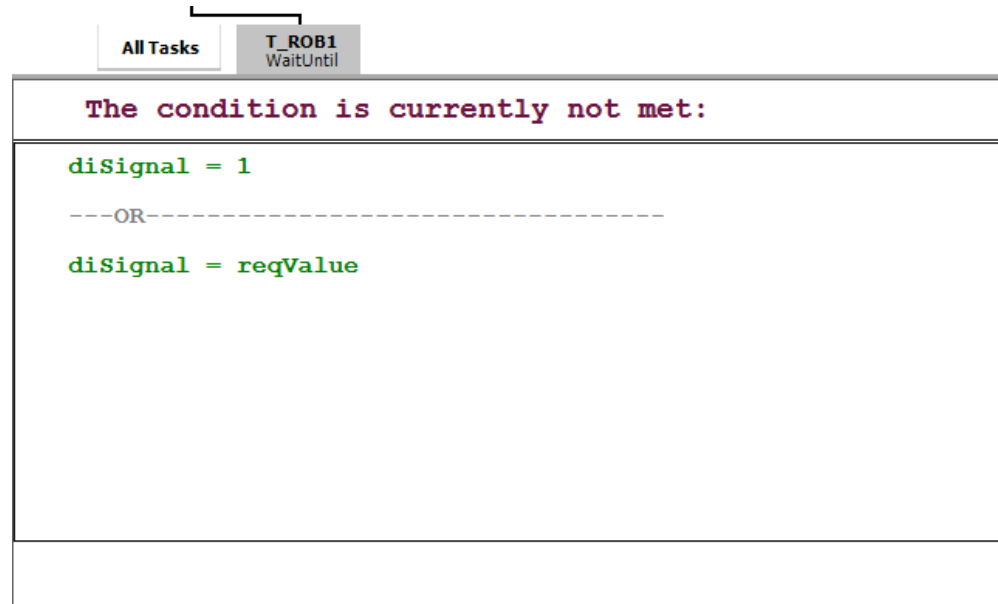 All Tasks
T_ROB1
WaitUntil
The condition is currently not met:
diSignal = 1
---OR----------------------------------
diSignal = reqValue